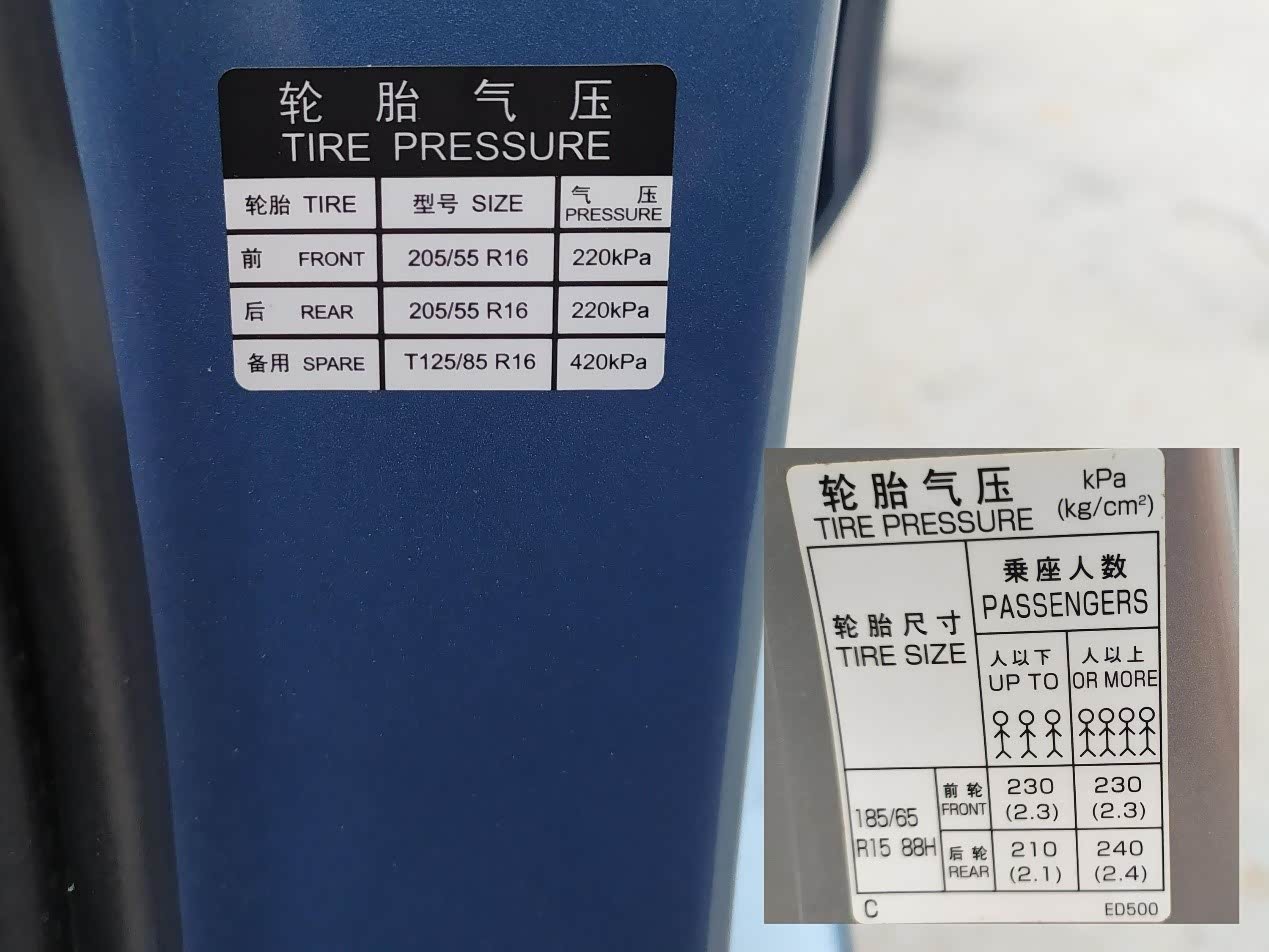 轮胎气压
TIRE PRESSURE
轮胎 TIRE 型号 SIZE 气压 PRESSURE
前 FRONT 205/55 R16 220kPa
后 REAR 205/55 R16 220kPa
备用 SPARE T125/85 R16 420kPa
轮胎气压 kPa
TIRE PRESSURE (kg/cm²)
乘座人数
PASSENGERS
轮胎尺寸
TIRE SIZE
人以下 人以上
UP TO OR MORE
185/65
R15 88H
前轮 230 230
FRONT (2.3) (2.3)
后轮 210 240
REAR (2.1) (2.4)
C ED500